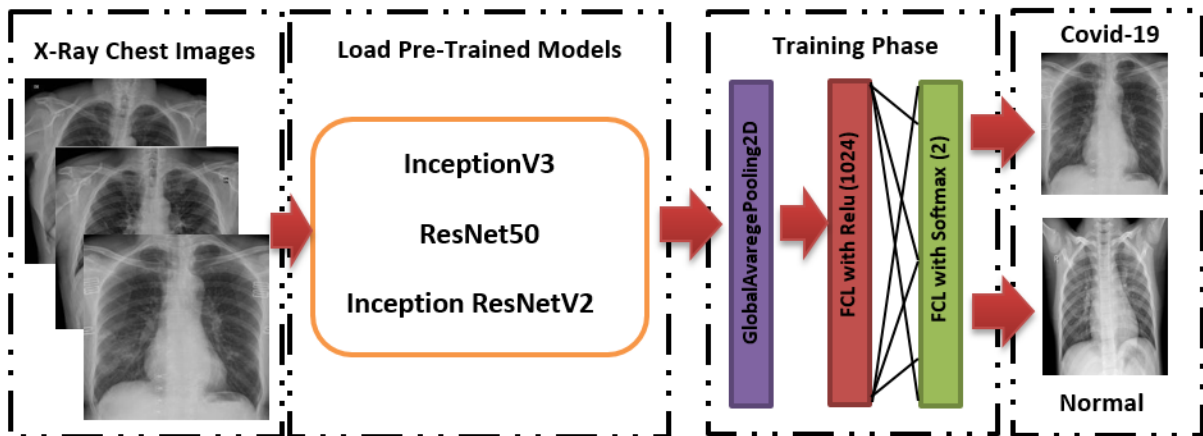 X-Ray Chest Images
Load Pre-Trained Models
InceptionV3
ResNet50
Inception ResNetV2
Training Phase
GlobalAvaregePooling2D
FCL with Relu (1024)
FCL with Softmax (2)
Covid-19
Normal